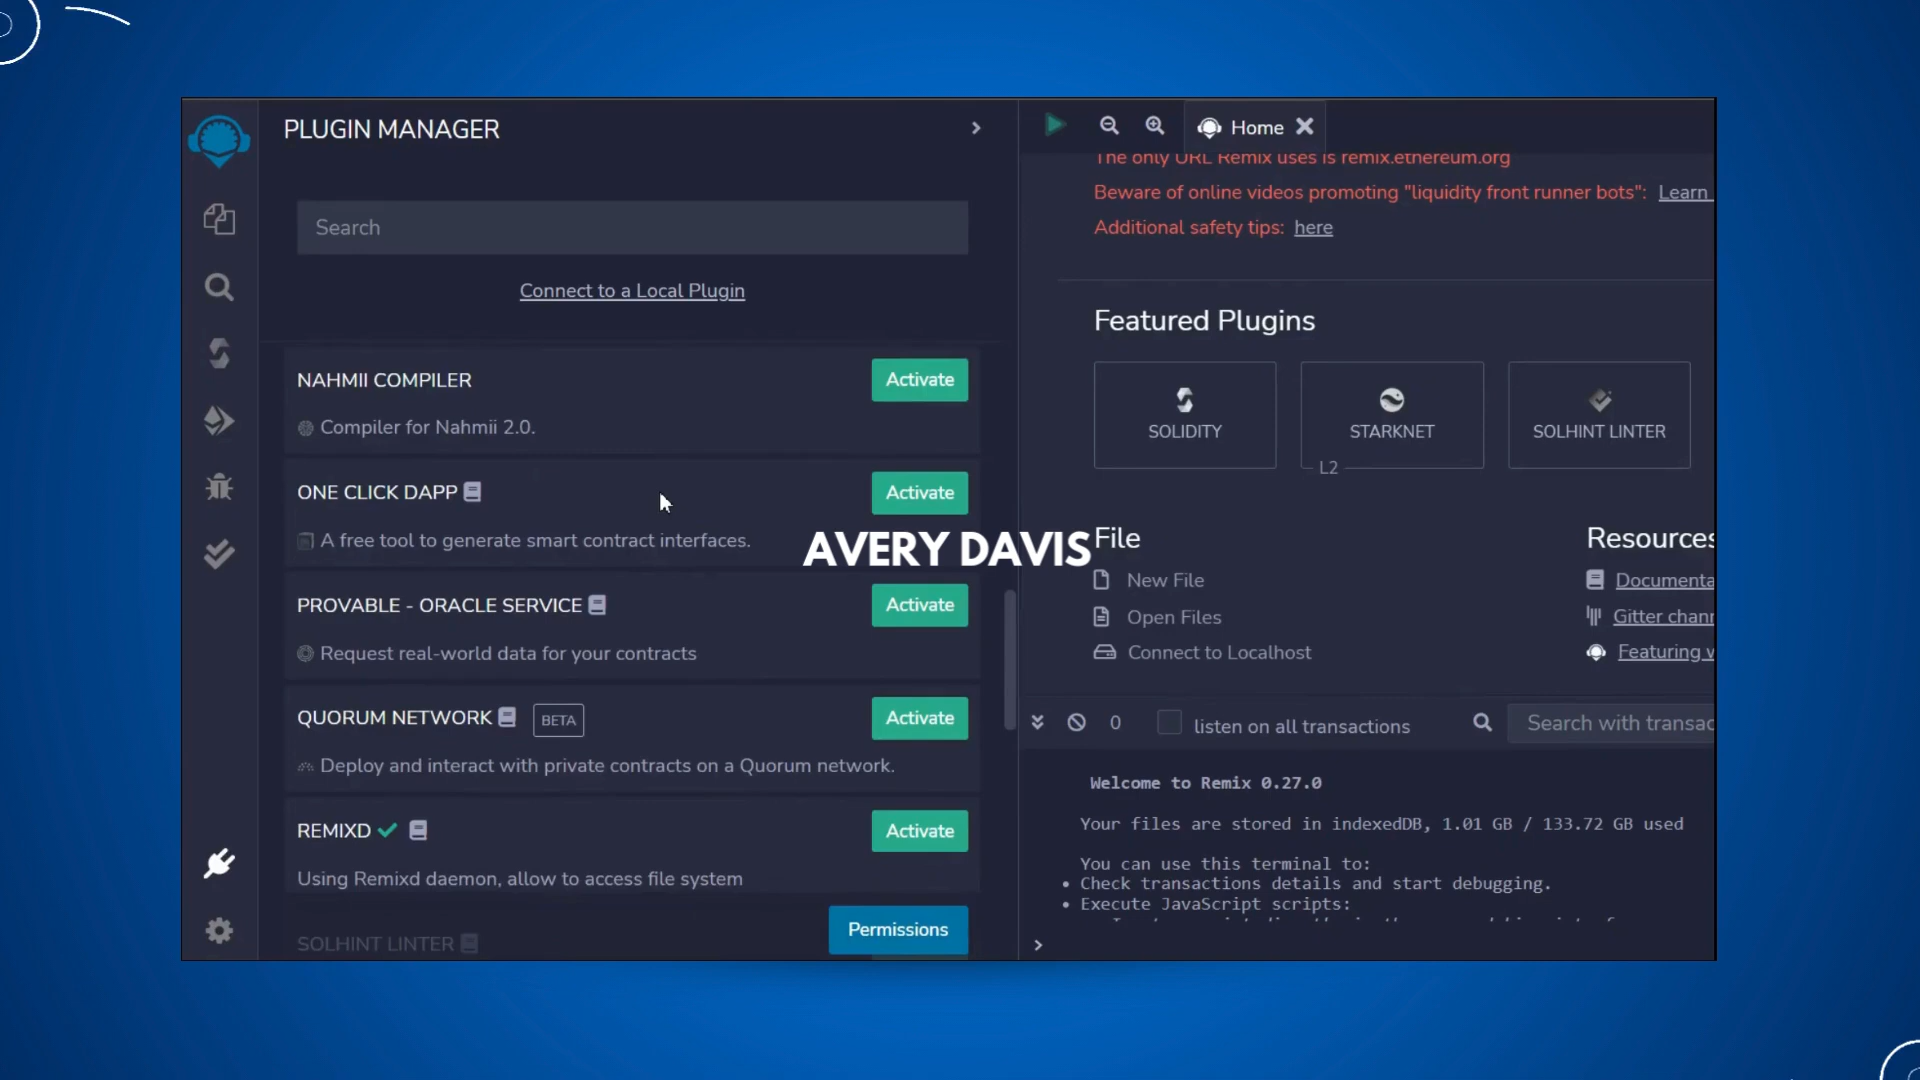 PLUGIN MANAGER
Search
Connect to a Local Plugin
NAHMII COMPILER
Activate
Compiler for Nahmii 2.0.
ONE CLICK DAPP
Activate
A free tool to generate smart contract interfaces.
PROVABLE - ORACLE SERVICE
Activate
Request real-world data for your contracts
QUORUM NETWORK BETA
Activate
Deploy and interact with private contracts on a Quorum network.
REMIXD
Activate
Using Remixd daemon, allow to access file system
SOLHINT LINTER
Permissions
AVERY DAVIS
Home
The only URL Remix uses is remix.ethereum.org
Beware of online videos promoting "liquidity front runner bots": Learn
Additional safety tips: here
Featured Plugins
SOLIDITY
STARKNET
L2
SOLHINT LINTER
File
New File
Open Files
Connect to Localhost
Resources
Documenta
Gitter chann
Featuring
0
listen on all transactions
Search with transac
Welcome to Remix 0.27.0
Your files are stored in indexedDB, 1.01 GB / 133.72 GB used
You can use this terminal to:
• Check transactions details and start debugging.
• Execute JavaScript scripts: